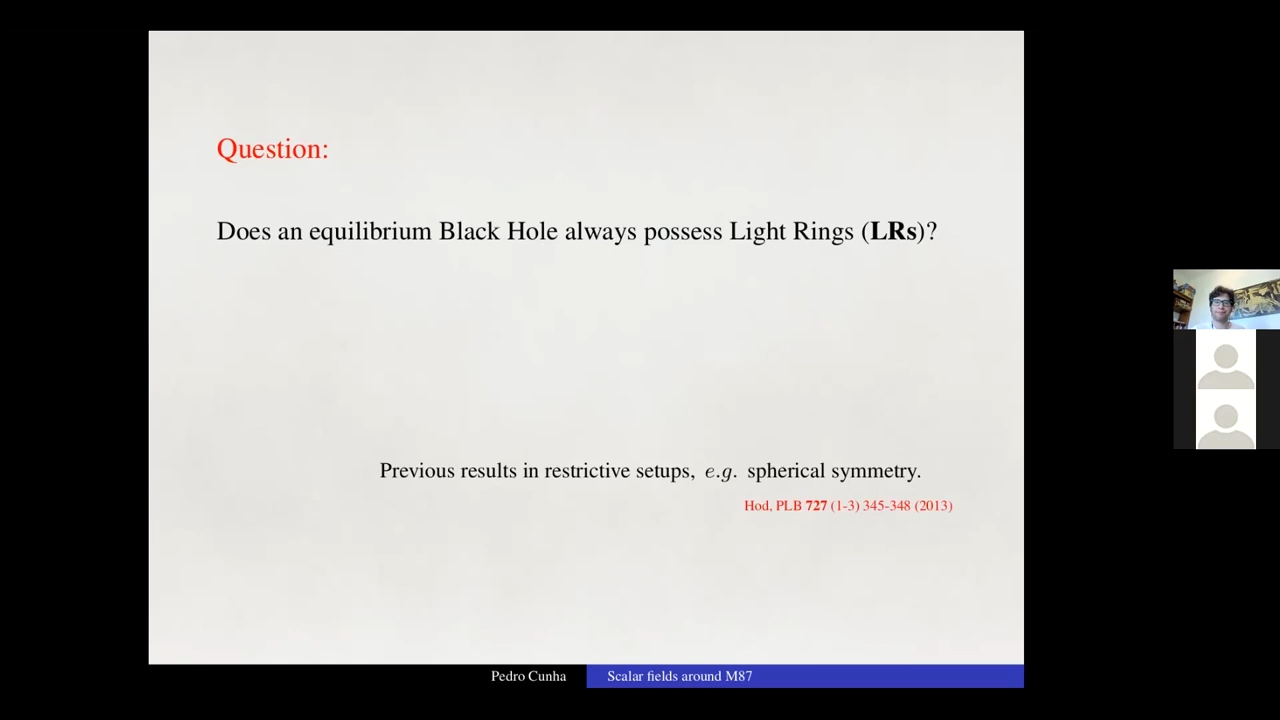 Question:
Does an equilibrium Black Hole always possess Light Rings (LRs)?
Previous results in restrictive setups, e.g. spherical symmetry.
Hod, PLB 727 (1-3) 345-348 (2013)
Pedro Cunha
Scalar fields around M87